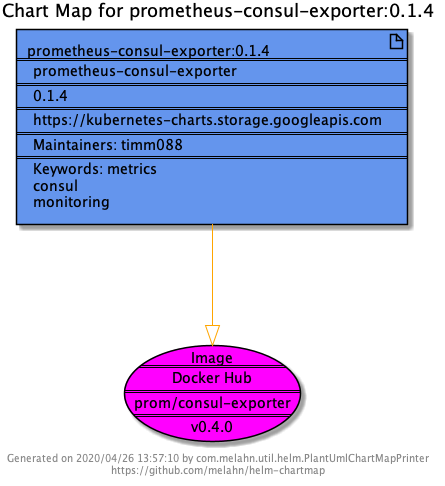 Chart Map for prometheus-consul-exporter:0.1.4
prometheus-consul-exporter:0.1.4
prometheus-consul-exporter
0.1.4
https://kubernetes-charts.storage.googleapis.com
Maintainers: timm088
Keywords: metrics
consul
monitoring
Image
Docker Hub
prom/consul-exporter
v0.4.0
Generated on 2020/04/26 13:57:10 by com.melahn.util.helm.PlantUmlChartMapPrinter
https://github.com/melahn/helm-chartmap